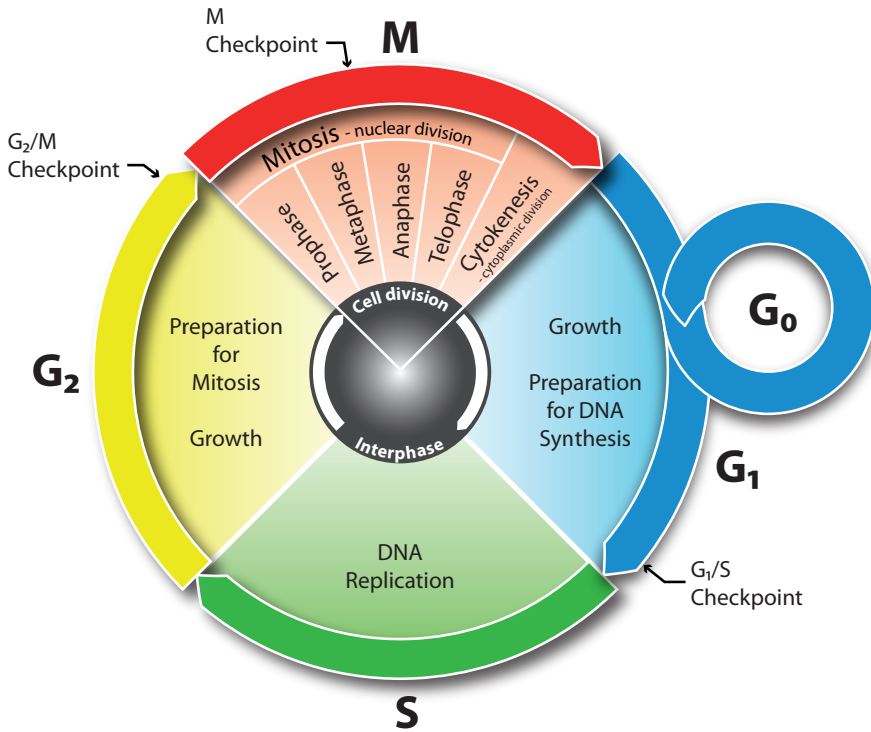 M
Checkpoint
M
G₂/M
Checkpoint
Mitosis - nuclear division
Prophase
Metaphase
Anaphase
Telophase
Cytokenesis
- cytoplasmic division
Cell division
Interphase
Preparation
for
Mitosis
Growth
G₂
Growth
Preparation
for DNA
Synthesis
G₀
G₁
DNA
Replication
G₁/S
Checkpoint
S